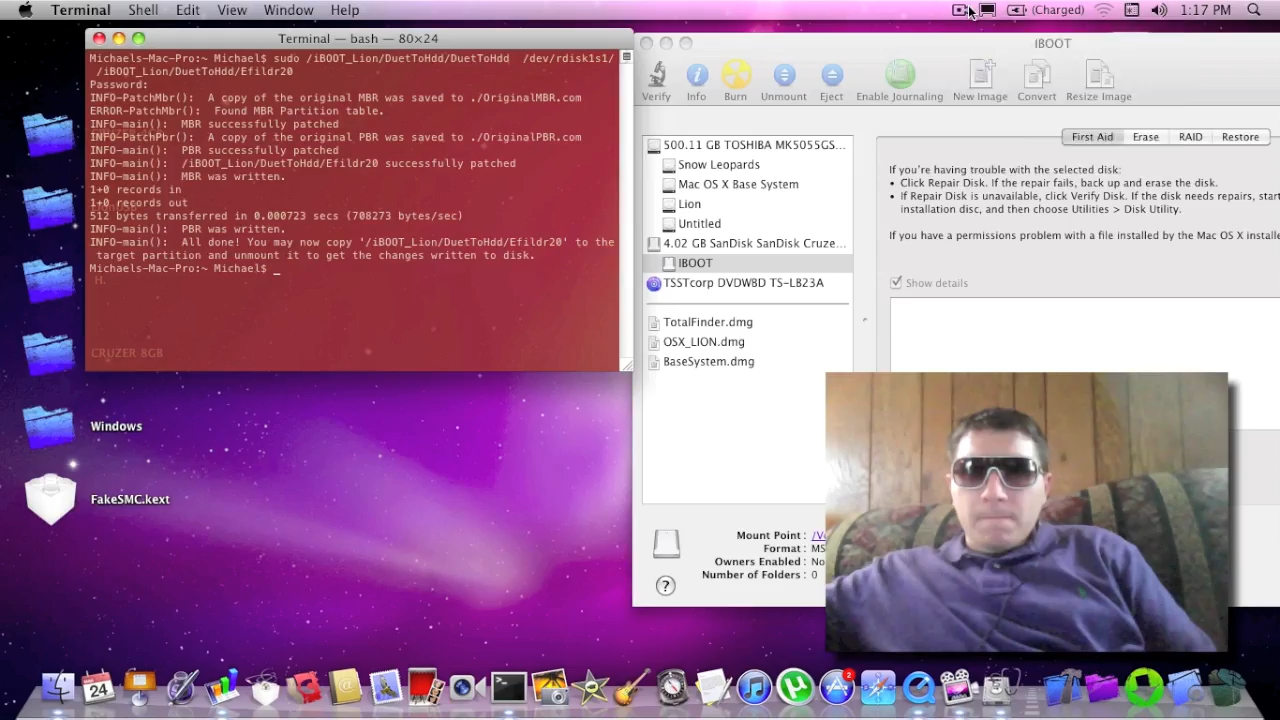 Terminal Shell Edit View Window Help (Charged) 1:17 PM
Terminal — bash — 80×24
Michaels-Mac-Pro:~ Michael$ sudo /iBOOT_Lion/DuetToHdd/DuetToHdd /dev/rdisk1s1/
/iBOOT_Lion/DuetToHdd/Efildr20
Password:
INFO-PatchMbr(): A copy of the original MBR was saved to ./OriginalMBR.com
ERROR-PatchMbr(): Found MBR Partition table.
INFO-main(): MBR successfully patched
INFO-PatchPbr(): A copy of the original PBR was saved to ./OriginalPBR.com
INFO-main(): PBR successfully patched
INFO-main(): /iBOOT_Lion/DuetToHdd/Efildr20 successfully patched
INFO-main(): MBR was written.
1+0 records in
1+0 records out
512 bytes transferred in 0.000723 secs (708273 bytes/sec)
INFO-main(): PBR was written.
INFO-main(): All done! You may now copy '/iBOOT_Lion/DuetToHdd/Efildr20' to the
target partition and unmount it to get the changes written to disk.
Michaels-Mac-Pro:~ Michael$ _
H.
CRUZER 8GB
Windows
FakeSMC.kext
IBOOT
Verify Info Burn Unmount Eject Enable Journaling New Image Convert Resize Image
500.11 GB TOSHIBA MK5055GS...
Snow Leopards
Mac OS X Base System
Lion
Untitled
4.02 GB SanDisk SanDisk Cruze...
IBOOT
TSSTcorp DVDWBD TS-LB23A
TotalFinder.dmg
OSX_LION.dmg
BaseSystem.dmg
First Aid Erase RAID Restore
If you're having trouble with the selected disk:
• Click Repair Disk. If the repair fails, back up and erase the disk.
• If Repair Disk is unavailable, click Verify Disk. If the disk needs repairs, start
installation disc, and then choose Utilities > Disk Utility.
If you have a permissions problem with a file installed by the Mac OS X installe
Show details
Mount Point : /V
Format : MS
Owners Enabled : No
Number of Folders : 0
?
24
2